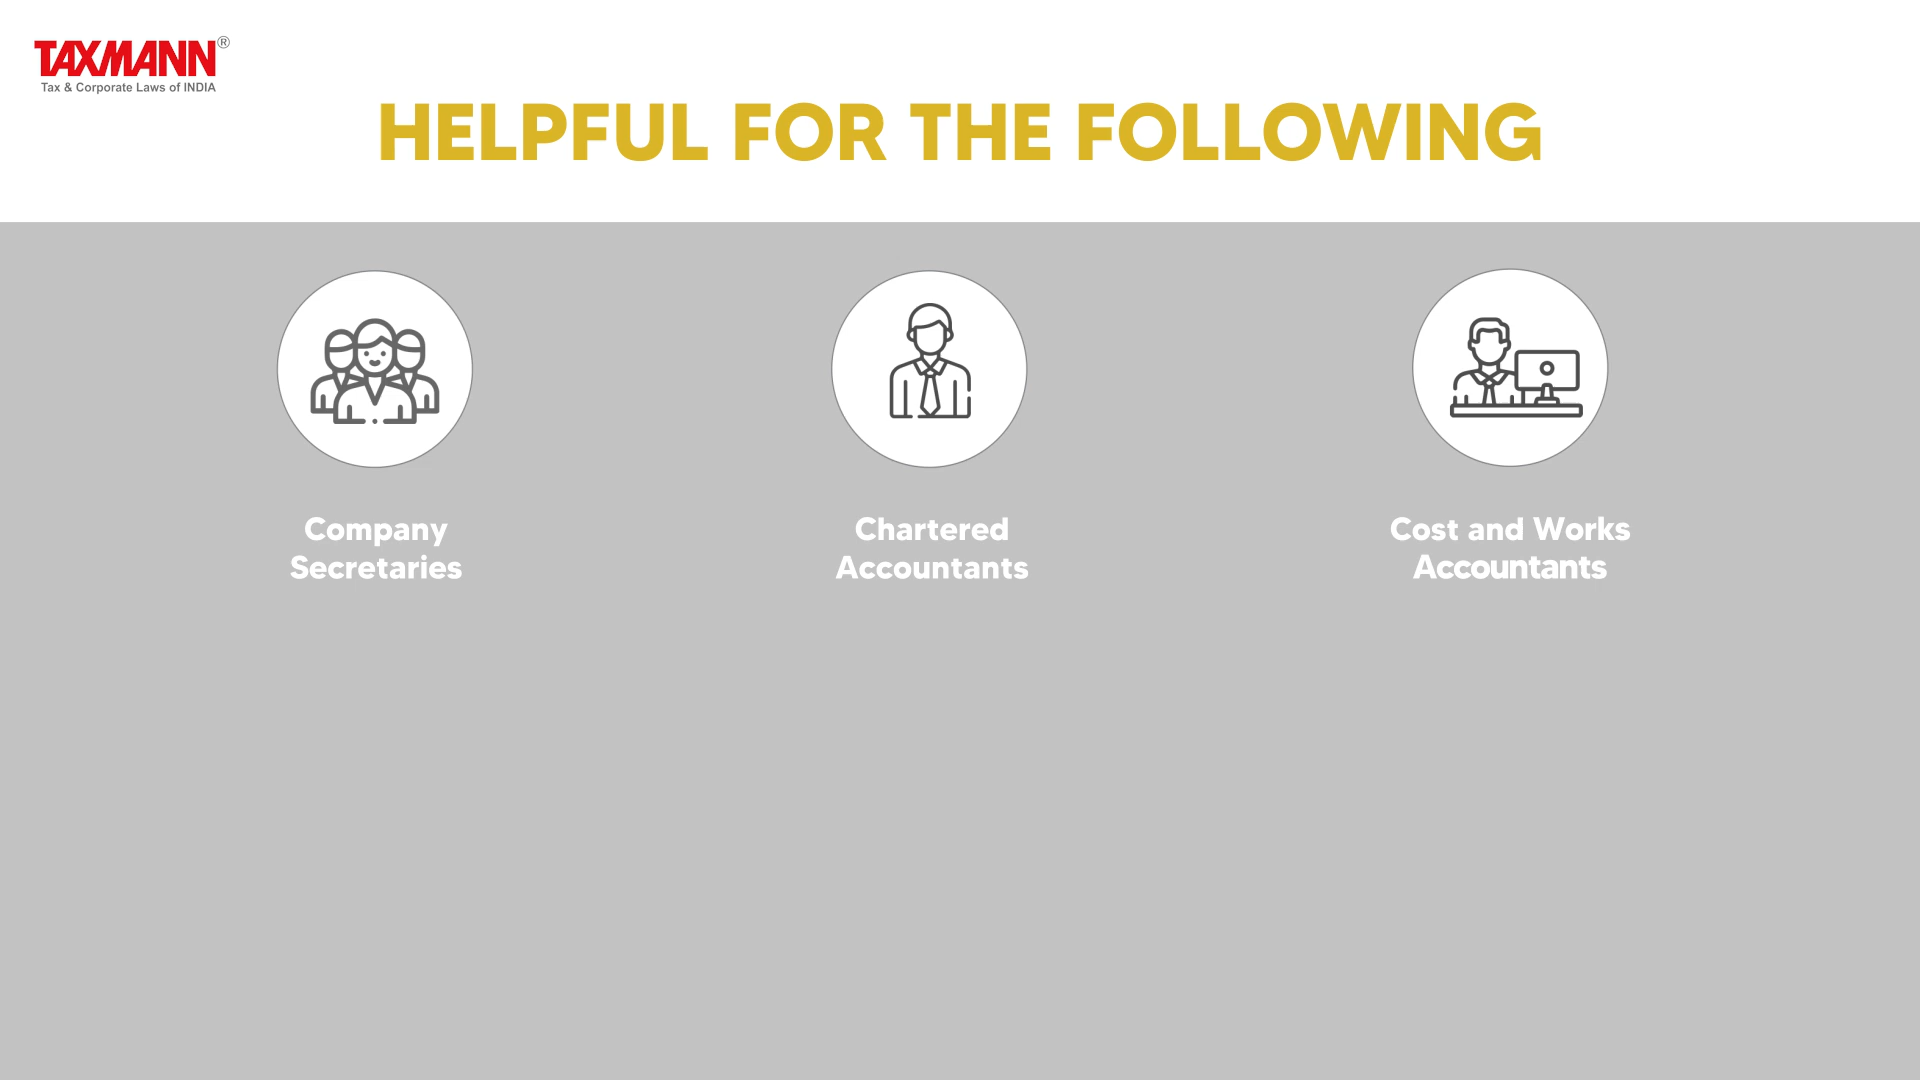 TAXMANN®
Tax & Corporate Laws of INDIA
HELPFUL FOR THE FOLLOWING
Company
Secretaries
Chartered
Accountants
Cost and Works
Accountants